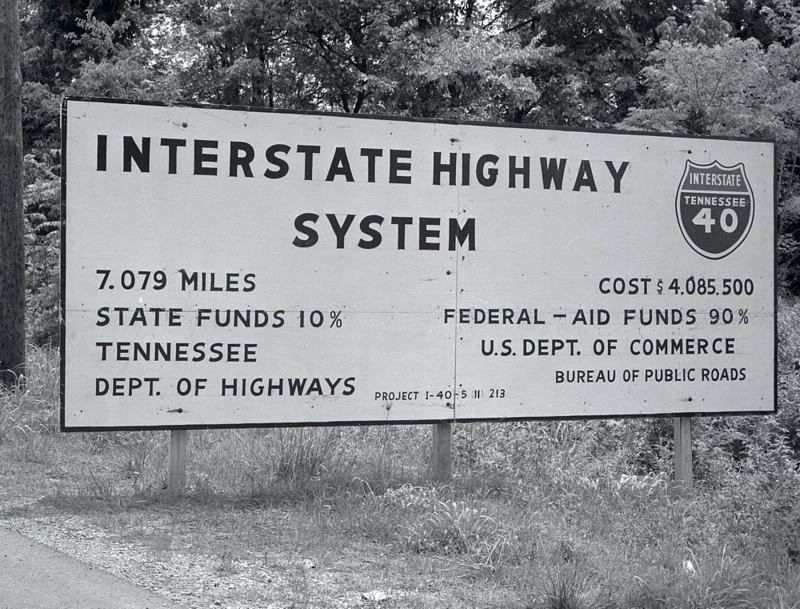 INTERSTATE HIGHWAY
SYSTEM
INTERSTATE
TENNESSEE
40
7.079 MILES
COST $ 4,085,500
STATE FUNDS 10%
FEDERAL-AID FUNDS 90%
TENNESSEE
U.S. DEPT. OF COMMERCE
DEPT. OF HIGHWAYS
BUREAU OF PUBLIC ROADS
PROJECT I-40-5 (11) 213